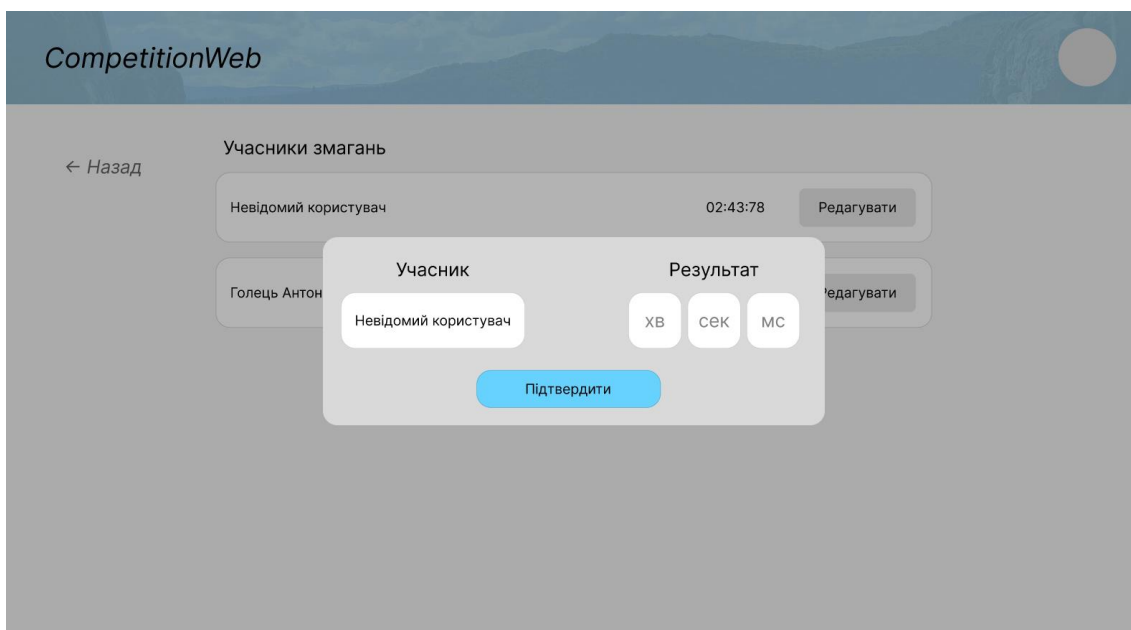 CompetitionWeb
← Назад
Учасники змагань
Невідомий користувач 02:43:78 Редагувати
Голець Антон
Учасник Результат
Невідомий користувач хв сек мс
Підтвердити